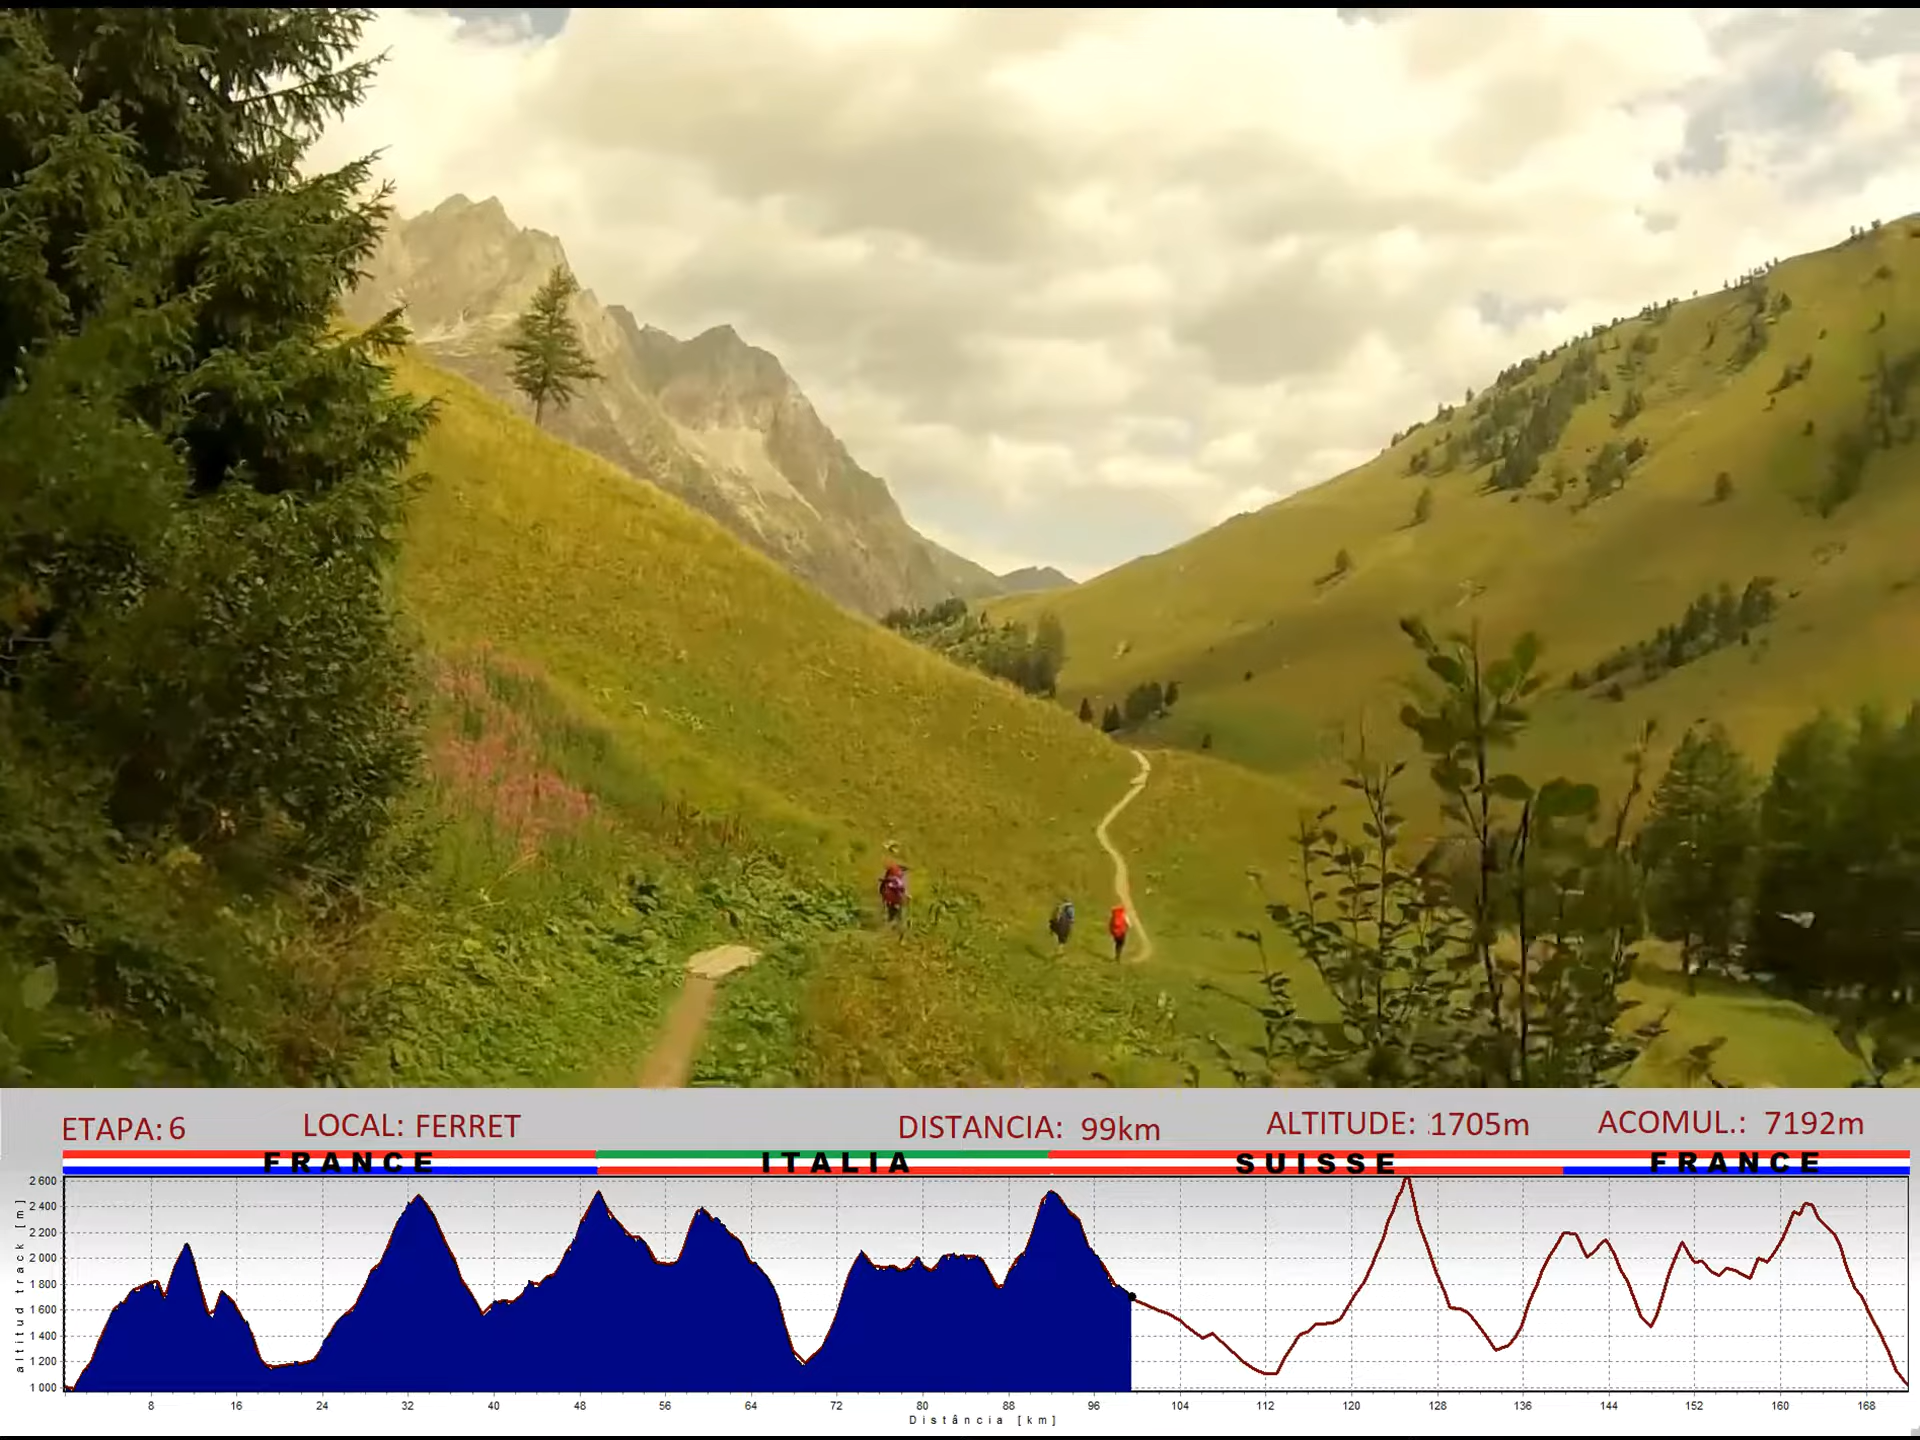 ETAPA: 6 LOCAL: FERRET DISTANCIA: 99km ALTITUDE: 1705m ACOMUL.: 7192m
FRANCE ITALIA SUISSE FRANCE
altitud track [m]
2 600
2 400
2 200
2 000
1 800
1 600
1 400
1 200
1 000
8 16 24 32 40 48 56 64 72 80 88 96 104 112 120 128 136 144 152 160 168
Distância [km]